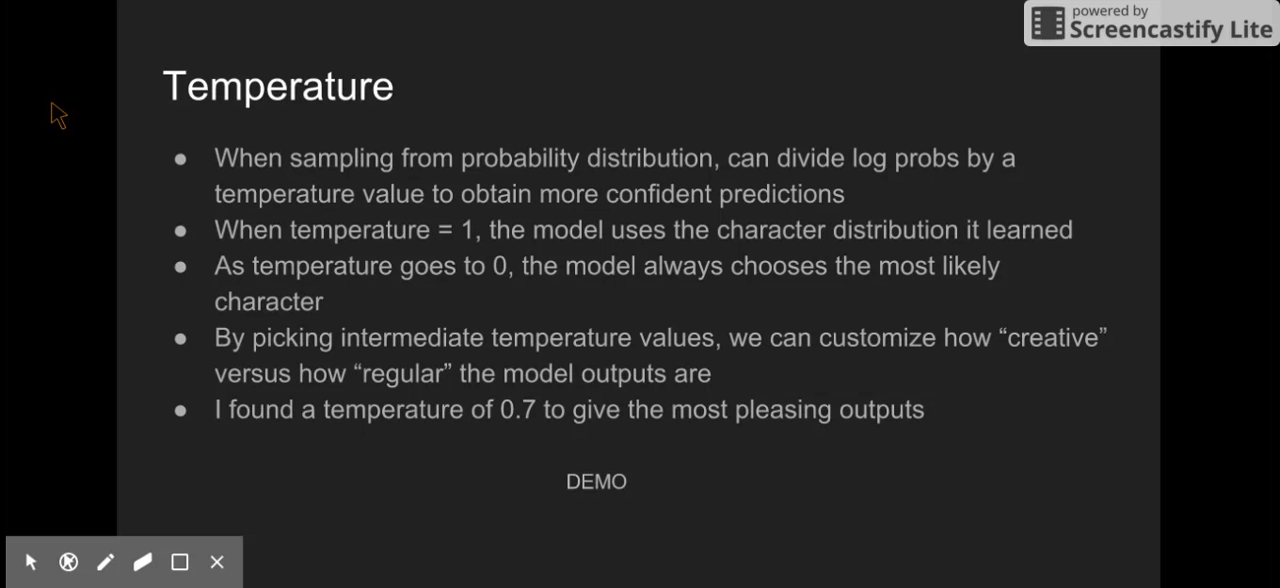 powered by
Screencastify Lite
Temperature
● When sampling from probability distribution, can divide log probs by a
temperature value to obtain more confident predictions
● When temperature = 1, the model uses the character distribution it learned
● As temperature goes to 0, the model always chooses the most likely
character
● By picking intermediate temperature values, we can customize how “creative”
versus how “regular” the model outputs are
● I found a temperature of 0.7 to give the most pleasing outputs
DEMO